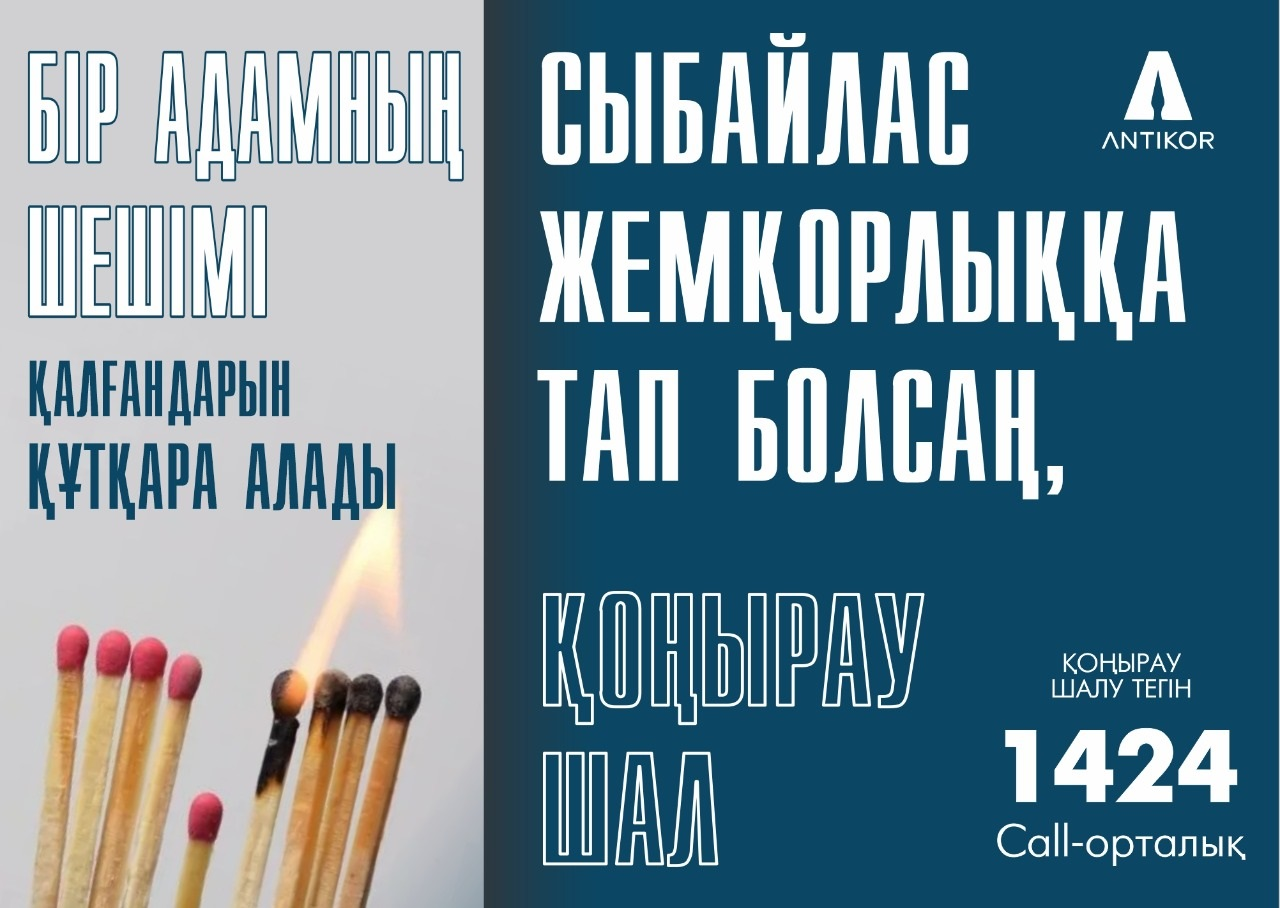 БІР АДАМНЫҢ
ШЕШІМІ
ҚАЛҒАНДАРЫН
ҚҰТҚАРА АЛАДЫ
СЫБАЙЛАС
ЖЕМҚОРЛЫҚҚА
ТАП БОЛСАҢ,
ҚОҢЫРАУ
ШАЛ
ANTIKOR
ҚОҢЫРАУ
ШАЛУ ТЕГІН
1424
Call-орталық